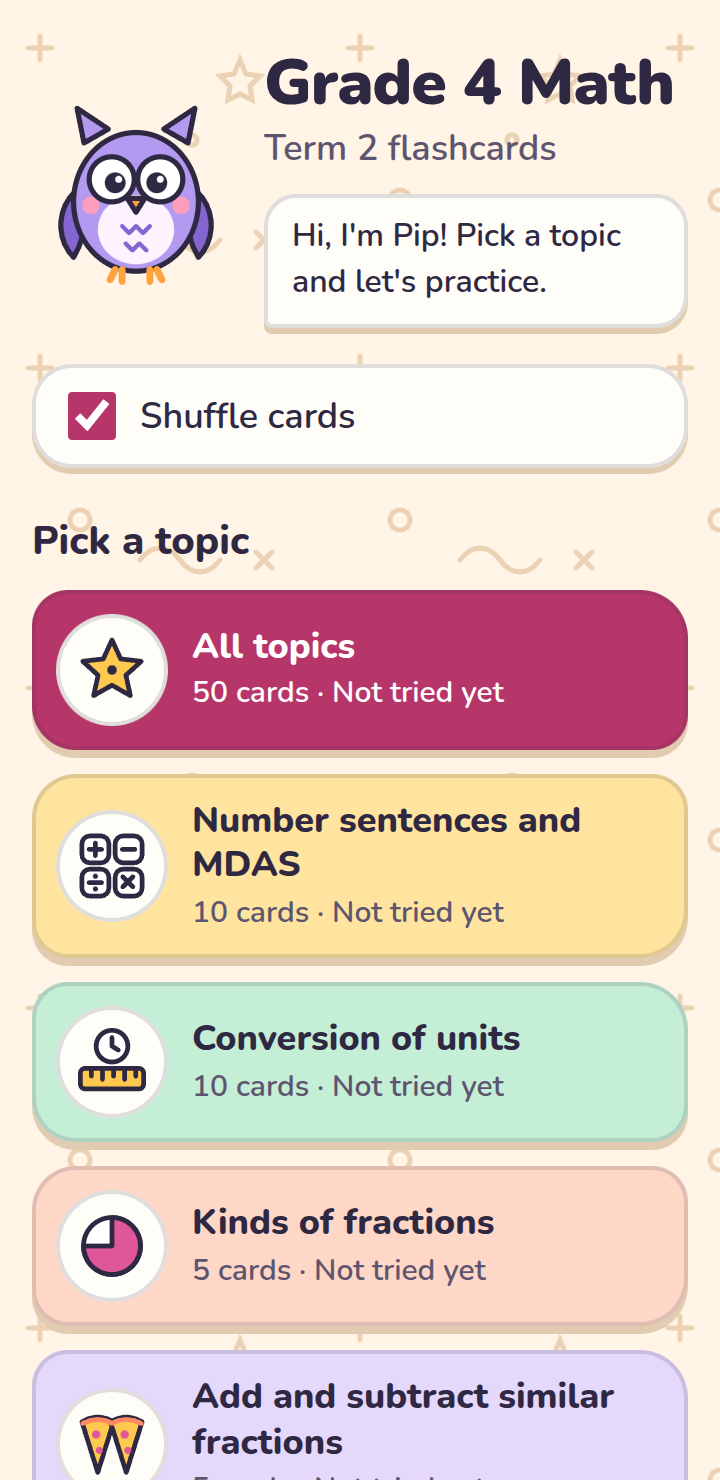 Grade 4 Math
Term 2 flashcards
Hi, I'm Pip! Pick a topic
and let's practice.
Shuffle cards
Pick a topic
All topics
50 cards · Not tried yet
Number sentences and
MDAS
10 cards · Not tried yet
Conversion of units
10 cards · Not tried yet
Kinds of fractions
5 cards · Not tried yet
Add and subtract similar
fractions